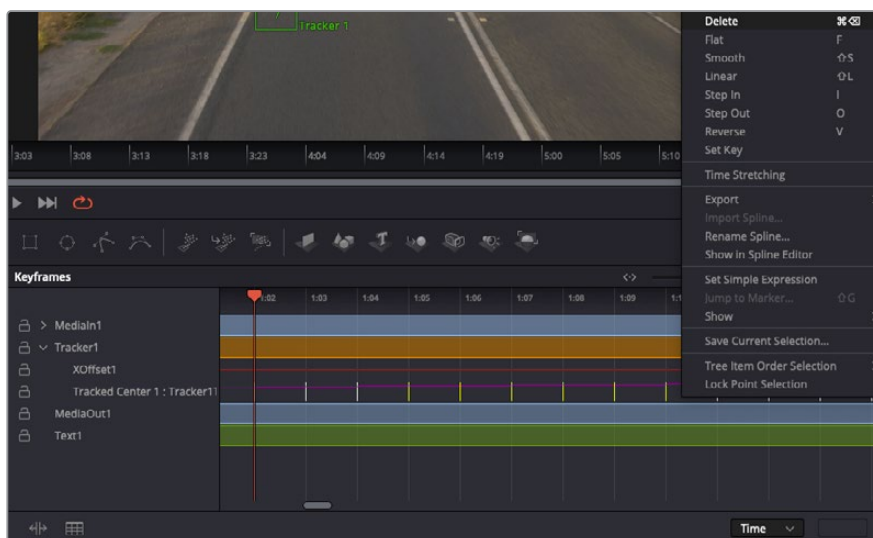 Tracker 1
Delete ⌘⌫
Flat F
Smooth ⇧S
Linear ⇧L
Step In I
Step Out O
Reverse V
Set Key
Time Stretching
Export
Import Spline...
Rename Spline...
Show in Spline Editor
Set Simple Expression
Jump to Marker... ⇧G
Show
Save Current Selection...
Tree Item Order Selection
Lock Point Selection
3:03 3:08 3:13 3:18 3:23 4:04 4:09 4:14 4:19 5:00 5:05 5:10
Keyframes
1:02 1:03 1:04 1:05 1:06 1:07 1:08 1:09
MediaIn1
Tracker1
XOffset1
Tracked Center 1 : Tracker1
MediaOut1
Text1
Time